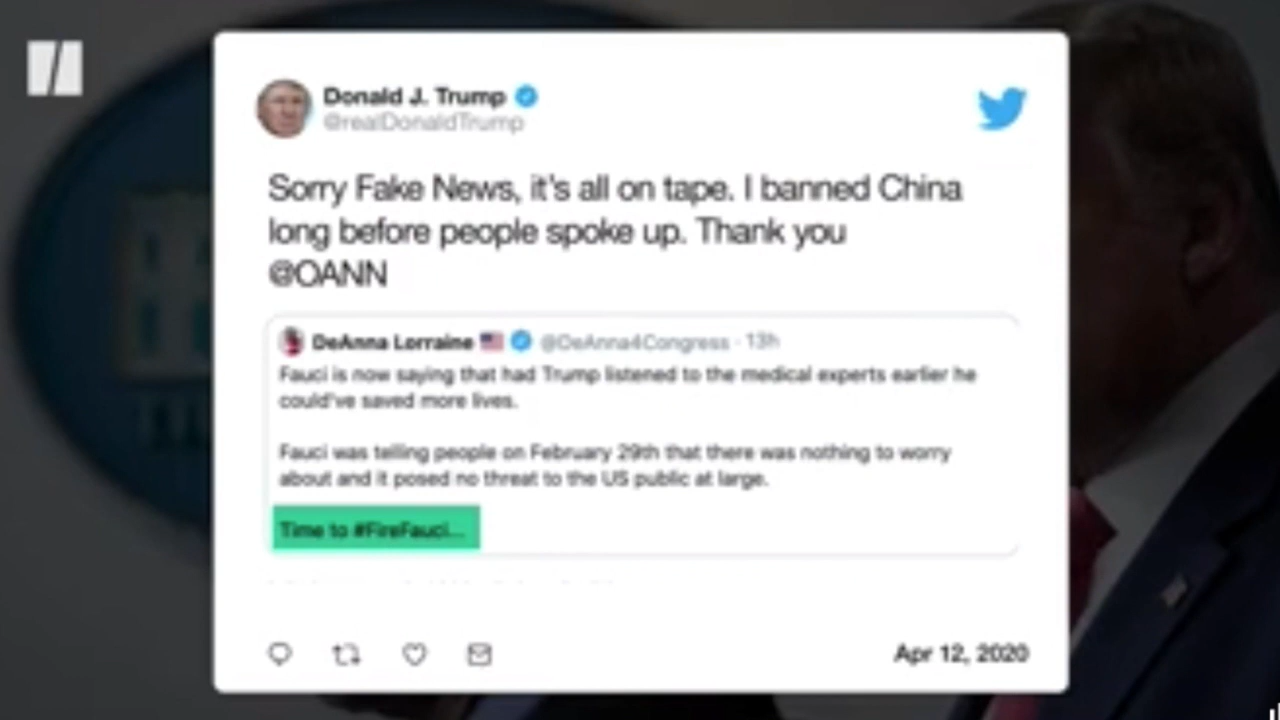 Donald J. Trump
@realDonaldTrump
Sorry Fake News, it's all on tape. I banned China
long before people spoke up. Thank you
@OANN
DeAnna Lorraine @DeAnna4Congress · 13h
Fauci is now saying that had Trump listened to the medical experts earlier he
could've saved more lives.
Fauci was telling people on February 29th that there was nothing to worry
about and it posed no threat to the US public at large.
Time to #FireFauci...
Apr 12, 2020